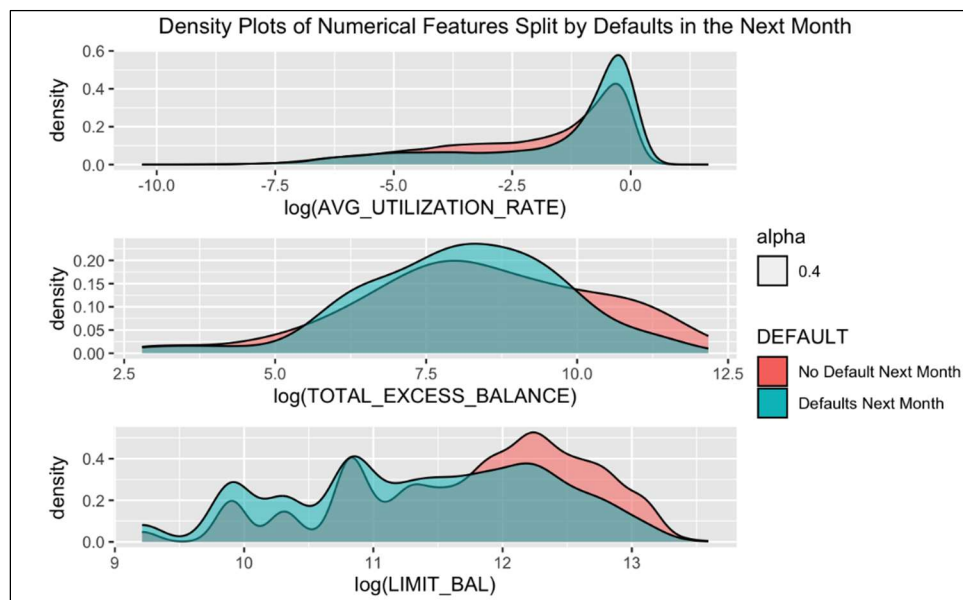 Density Plots of Numerical Features Split by Defaults in the Next Month
0.6
0.4
0.2
0.0
density
-10.0 -7.5 -5.0 -2.5 0.0
log(AVG_UTILIZATION_RATE)
0.20
0.15
0.10
0.05
0.00
density
2.5 5.0 7.5 10.0 12.5
log(TOTAL_EXCESS_BALANCE)
0.4
0.2
0.0
density
9 10 11 12 13
log(LIMIT_BAL)
alpha
0.4
DEFAULT
No Default Next Month
Defaults Next Month